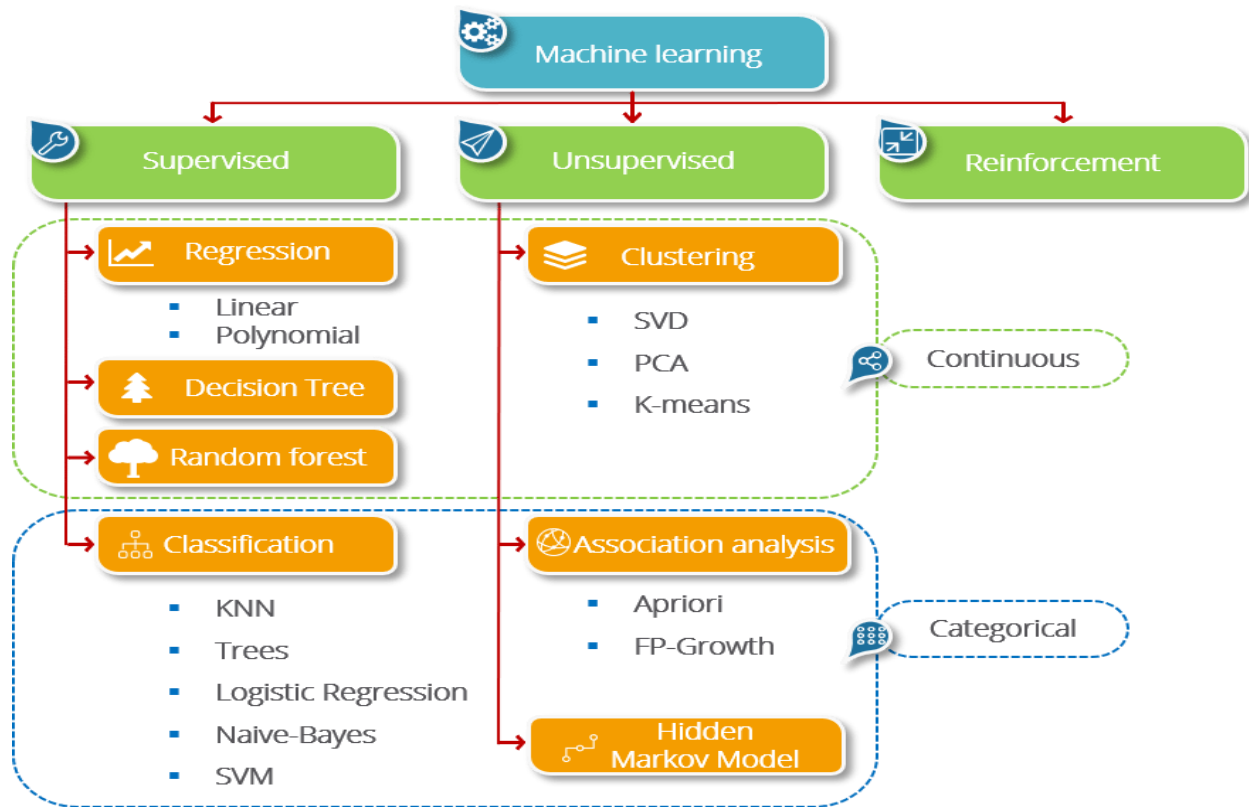 Machine learning
Supervised
Unsupervised
Reinforcement
Regression
Linear
Polynomial
Decision Tree
Random forest
Clustering
SVD
PCA
K-means
Continuous
Classification
KNN
Trees
Logistic Regression
Naive-Bayes
SVM
Association analysis
Apriori
FP-Growth
Hidden
Markov Model
Categorical